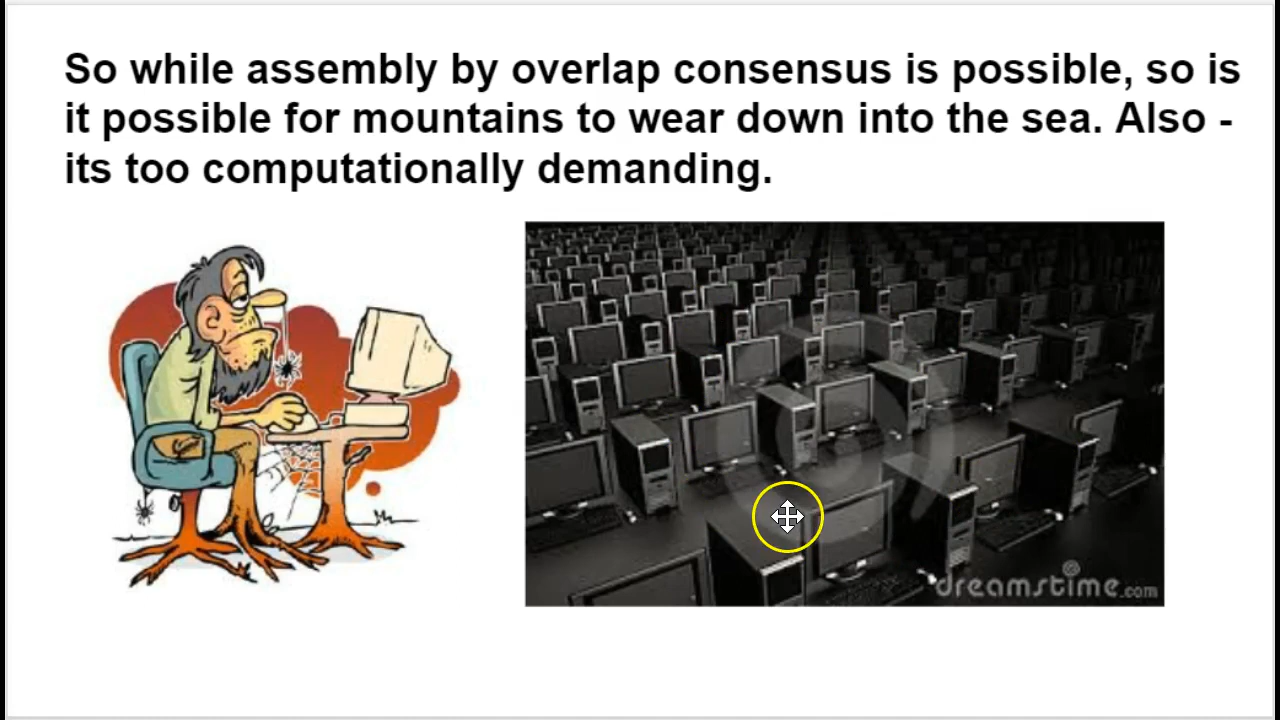 So while assembly by overlap consensus is possible, so is
it possible for mountains to wear down into the sea. Also -
its too computationally demanding.
dreamstime.com